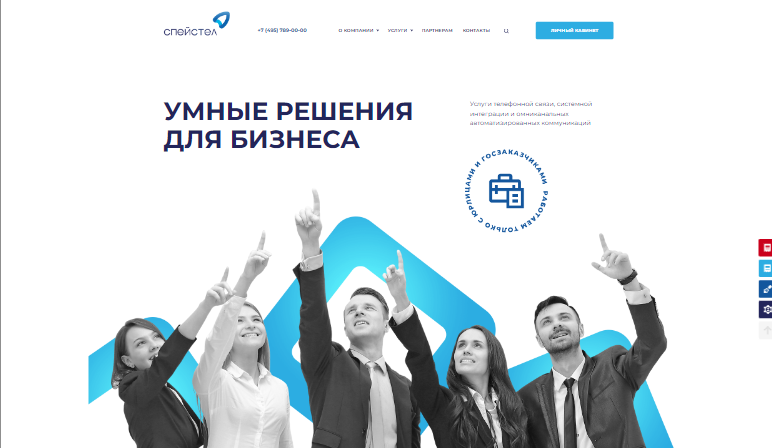 спейстел
+7 (495) 789-00-00
О КОМПАНИИ
УСЛУГИ
ПАРТНЕРАМ
КОНТАКТЫ
ЛИЧНЫЙ КАБИНЕТ
УМНЫЕ РЕШЕНИЯ
ДЛЯ БИЗНЕСА
Услуги телефонной связи, системной
интеграции и омниканальных
автоматизированных коммуникаций
РАБОТАЕМ ТОЛЬКО С ЮРЛИЦАМИ И ГОСЗАКАЗЧИКАМИ